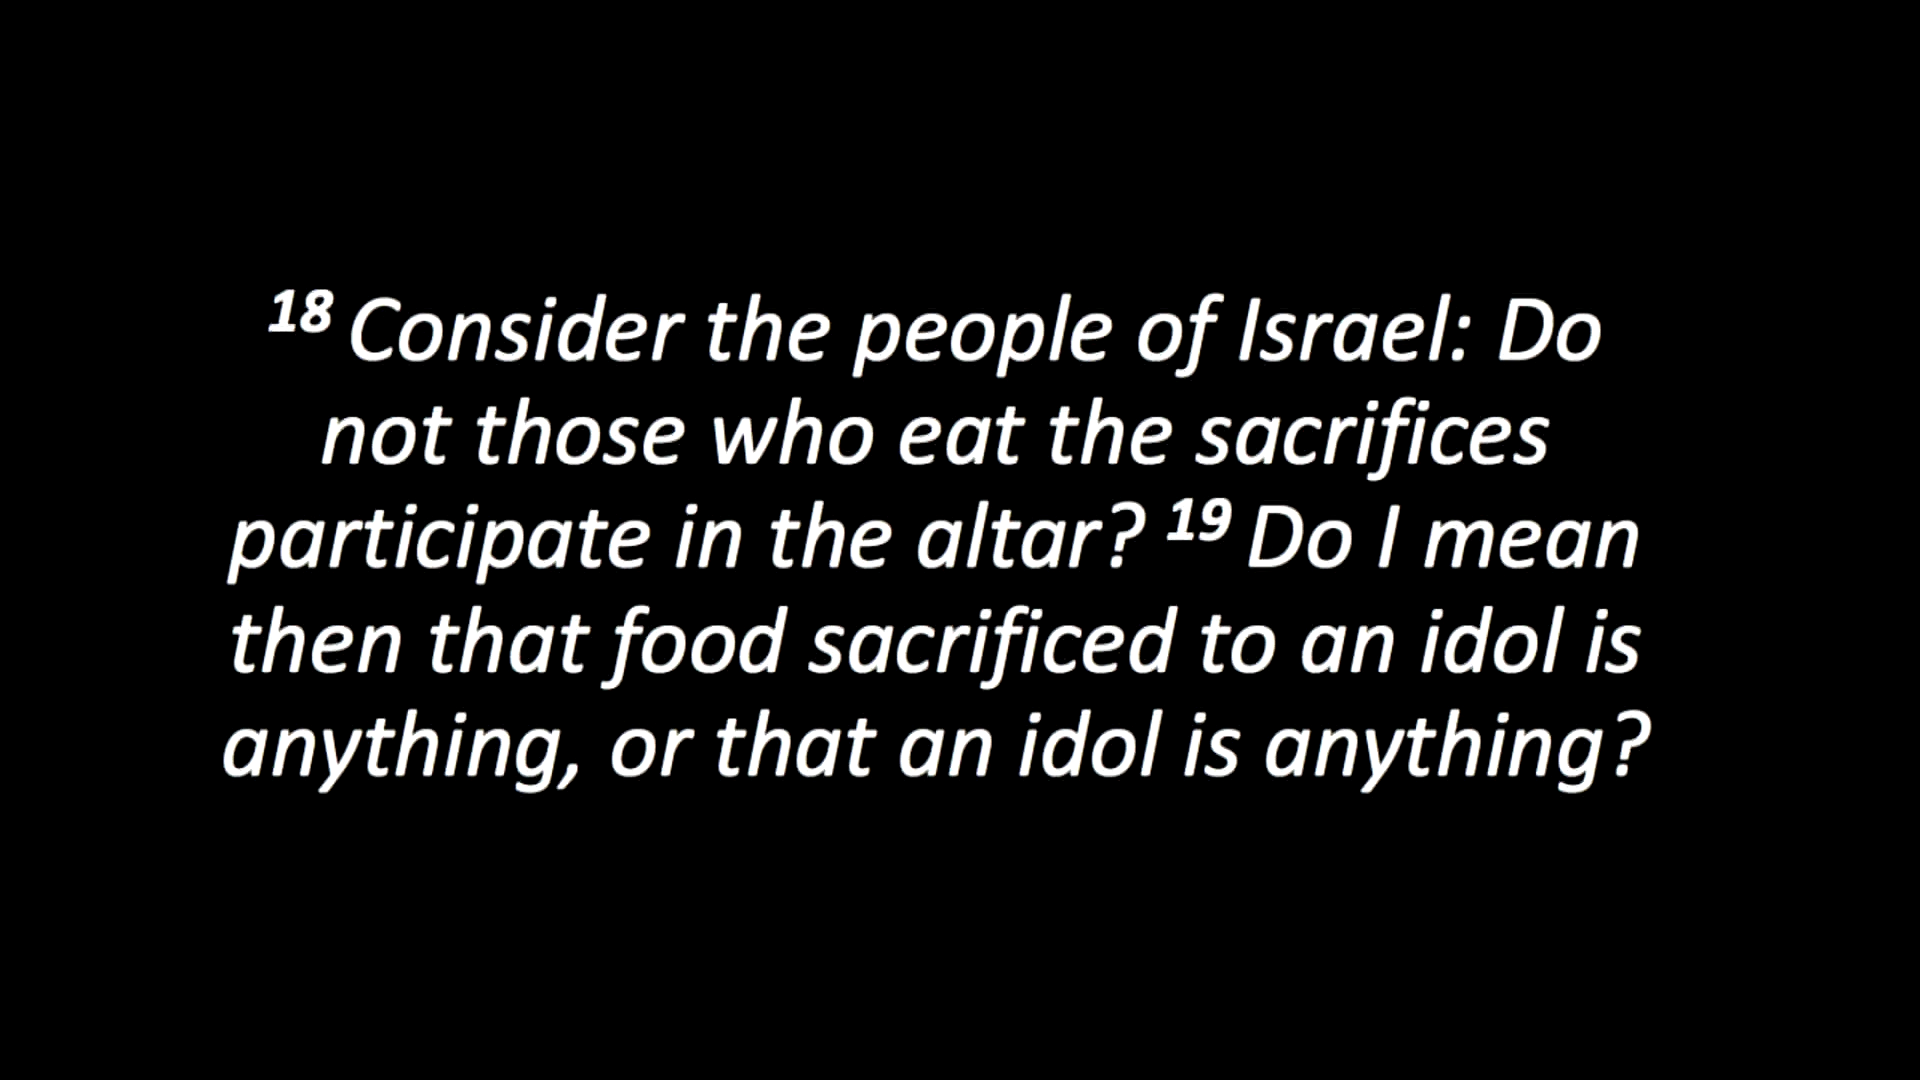 18 Consider the people of Israel: Do
not those who eat the sacrifices
participate in the altar? 19 Do I mean
then that food sacrificed to an idol is
anything, or that an idol is anything?